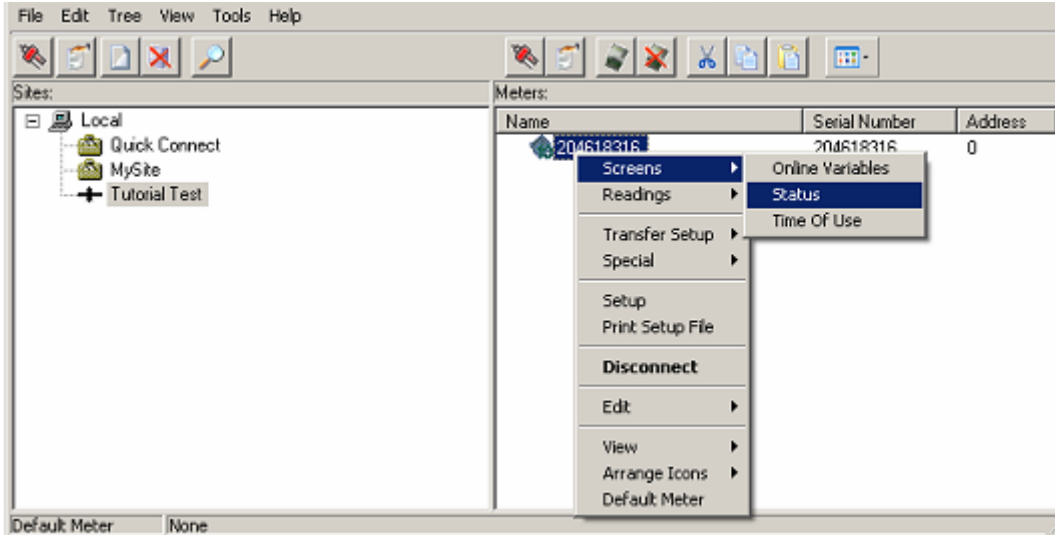 File Edit Tree View Tools Help
Sites:
Meters:
Local
Quick Connect
MySite
Tutorial Test
Name Serial Number Address
204618316 204618316 0
Screens
Readings
Transfer Setup
Special
Setup
Print Setup File
Disconnect
Edit
View
Arrange Icons
Default Meter
Online Variables
Status
Time Of Use
Default Meter None